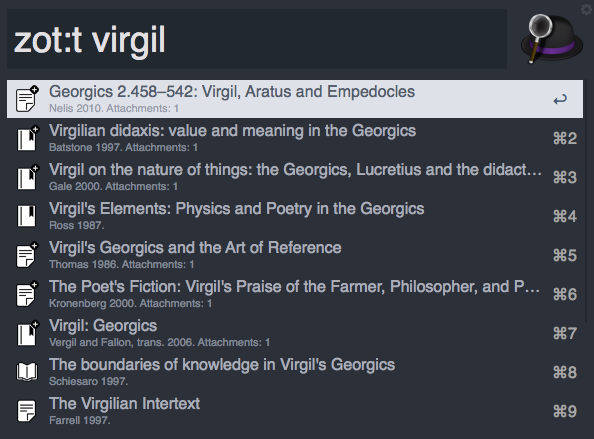 zot:t virgil
Georgics 2.458–542: Virgil, Aratus and Empedocles
Nelis 2010. Attachments: 1
↩
Virgilian didaxis: value and meaning in the Georgics
Batstone 1997. Attachments: 1
⌘2
Virgil on the nature of things: the Georgics, Lucretius and the didact…
Gale 2000. Attachments: 1
⌘3
Virgil's Elements: Physics and Poetry in the Georgics
Ross 1987.
⌘4
Virgil's Georgics and the Art of Reference
Thomas 1986. Attachments: 1
⌘5
The Poet's Fiction: Virgil's Praise of the Farmer, Philosopher, and P…
Kronenberg 2000. Attachments: 1
⌘6
Virgil: Georgics
Vergil and Fallon, trans. 2006. Attachments: 1
⌘7
The boundaries of knowledge in Virgil's Georgics
Schiesaro 1997.
⌘8
The Virgilian Intertext
Farrell 1997.
⌘9